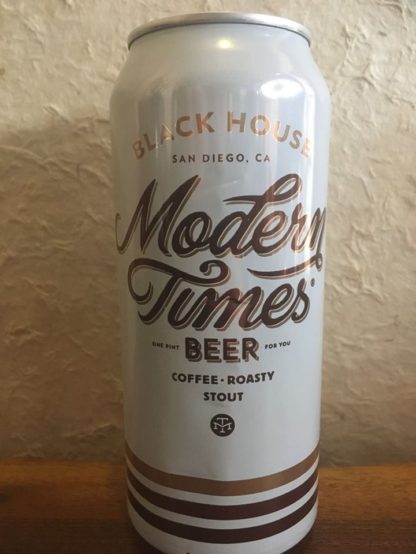 BLACK HOUSE
SAN DIEGO, CA
Modern
Times
ONE PINT BEER FOR YOU
COFFEE · ROASTY
STOUT